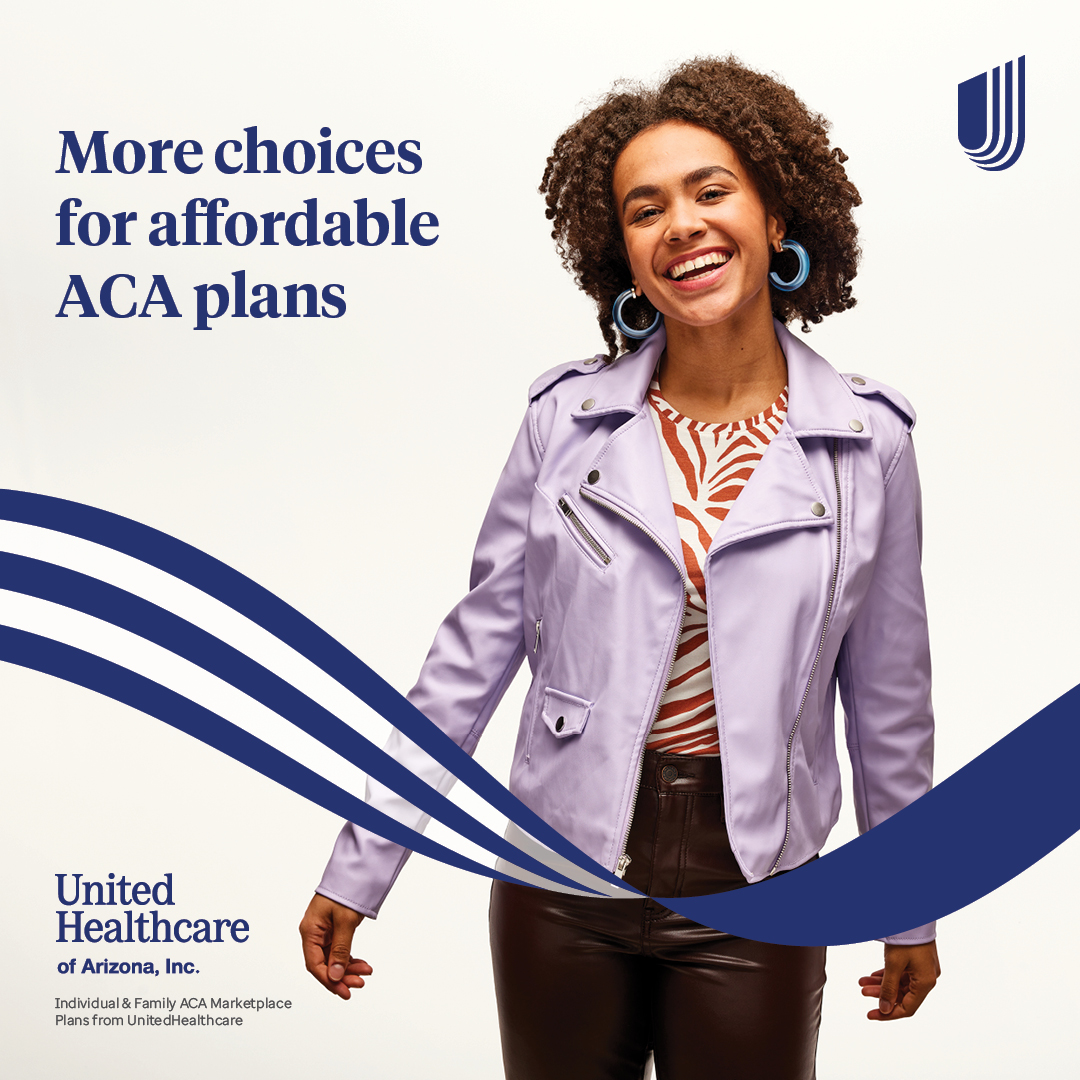 More choices
for affordable
ACA plans
United
Healthcare
of Arizona, Inc.
Individual & Family ACA Marketplace
Plans from UnitedHealthcare